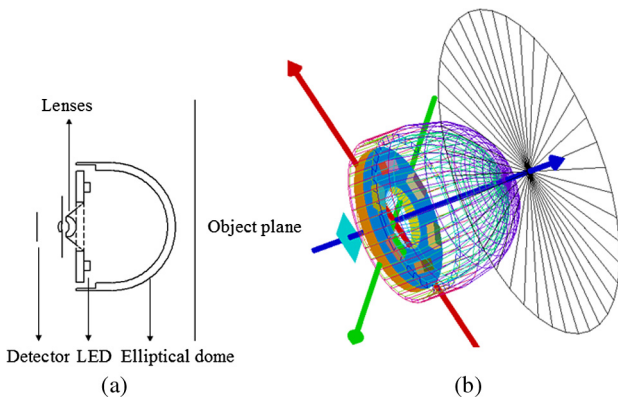 Lenses
Object plane
Detector LED Elliptical dome
(a)
(b)